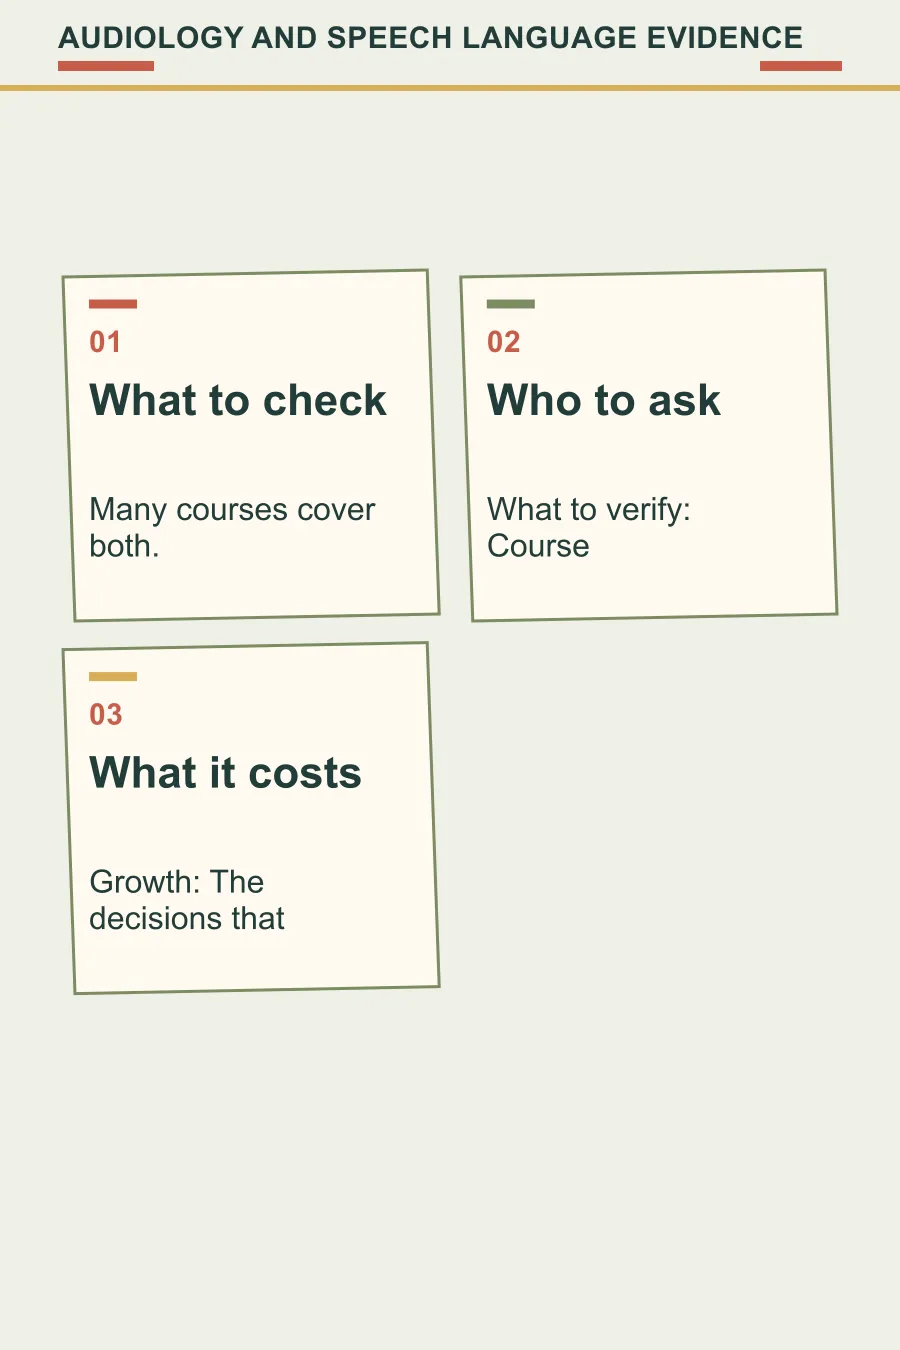 AUDIOLOGY AND SPEECH LANGUAGE EVIDENCE
01
What to check
Many courses cover
both.
02
Who to ask
What to verify:
Course
03
What it costs
Growth: The
decisions that